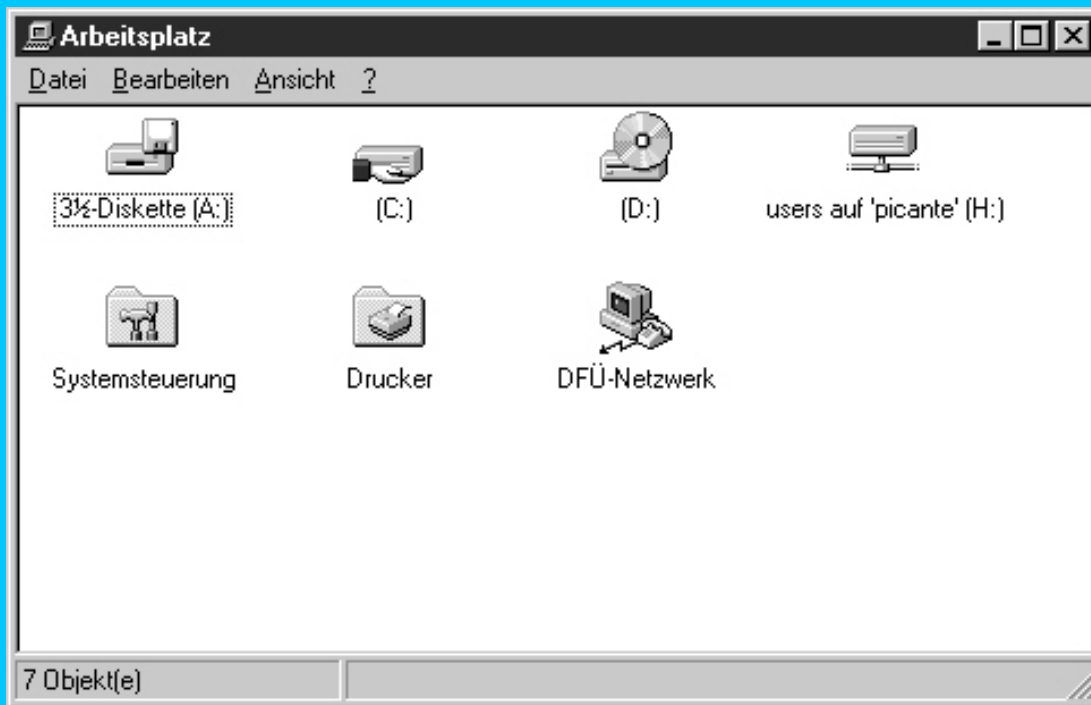 Arbeitsplatz
Datei Bearbeiten Ansicht ?
3½-Diskette (A:) (C:) (D:) users auf 'picante' (H:)
Systemsteuerung Drucker DFÜ-Netzwerk
7 Objekt(e)